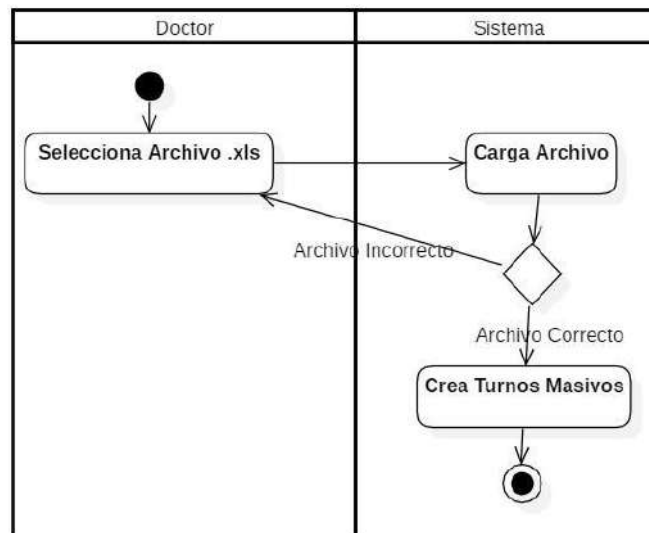 Doctor
Sistema
Selecciona Archivo .xls
Carga Archivo
Archivo Incorrecto
Archivo Correcto
Crea Turnos Masivos